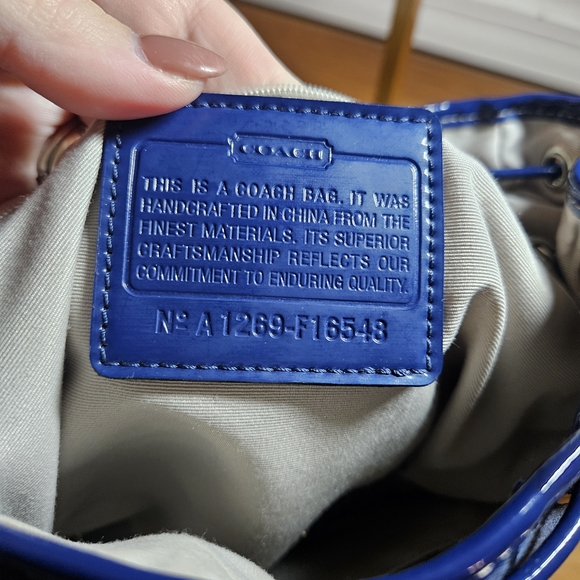 COACH
THIS IS A COACH BAG. IT WAS
HANDCRAFTED IN CHINA FROM THE
FINEST MATERIALS. ITS SUPERIOR
CRAFTSMANSHIP REFLECTS OUR
COMMITMENT TO ENDURING QUALITY.
Nº A1269-F16548